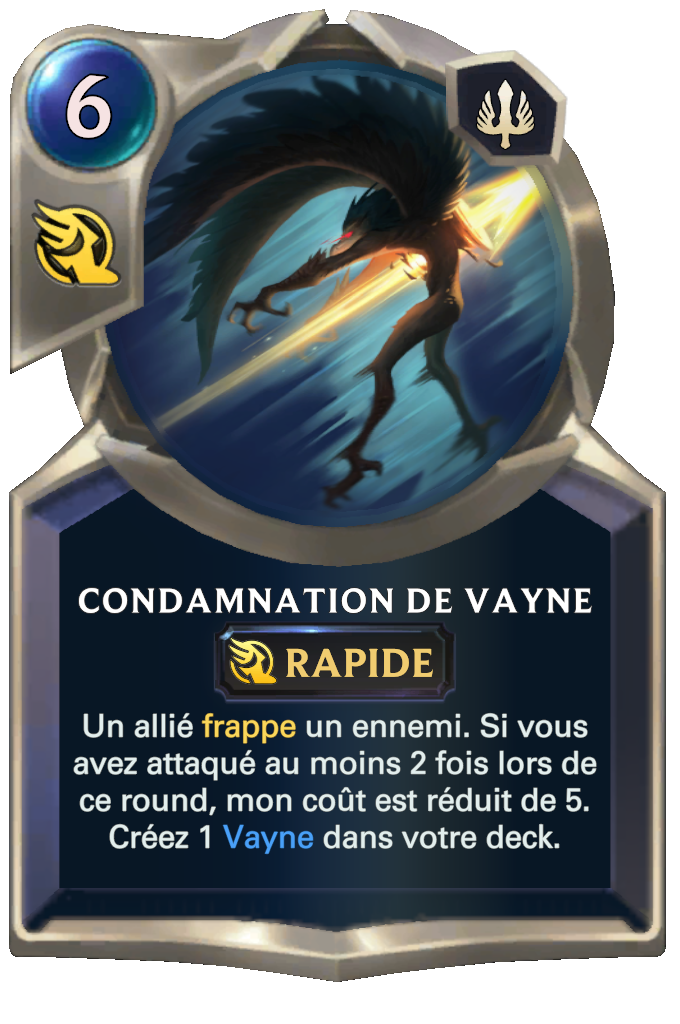 6
CONDAMNATION DE VAYNE
RAPIDE
Un allié frappe un ennemi. Si vous
avez attaqué au moins 2 fois lors de
ce round, mon coût est réduit de 5.
Créez 1 Vayne dans votre deck.